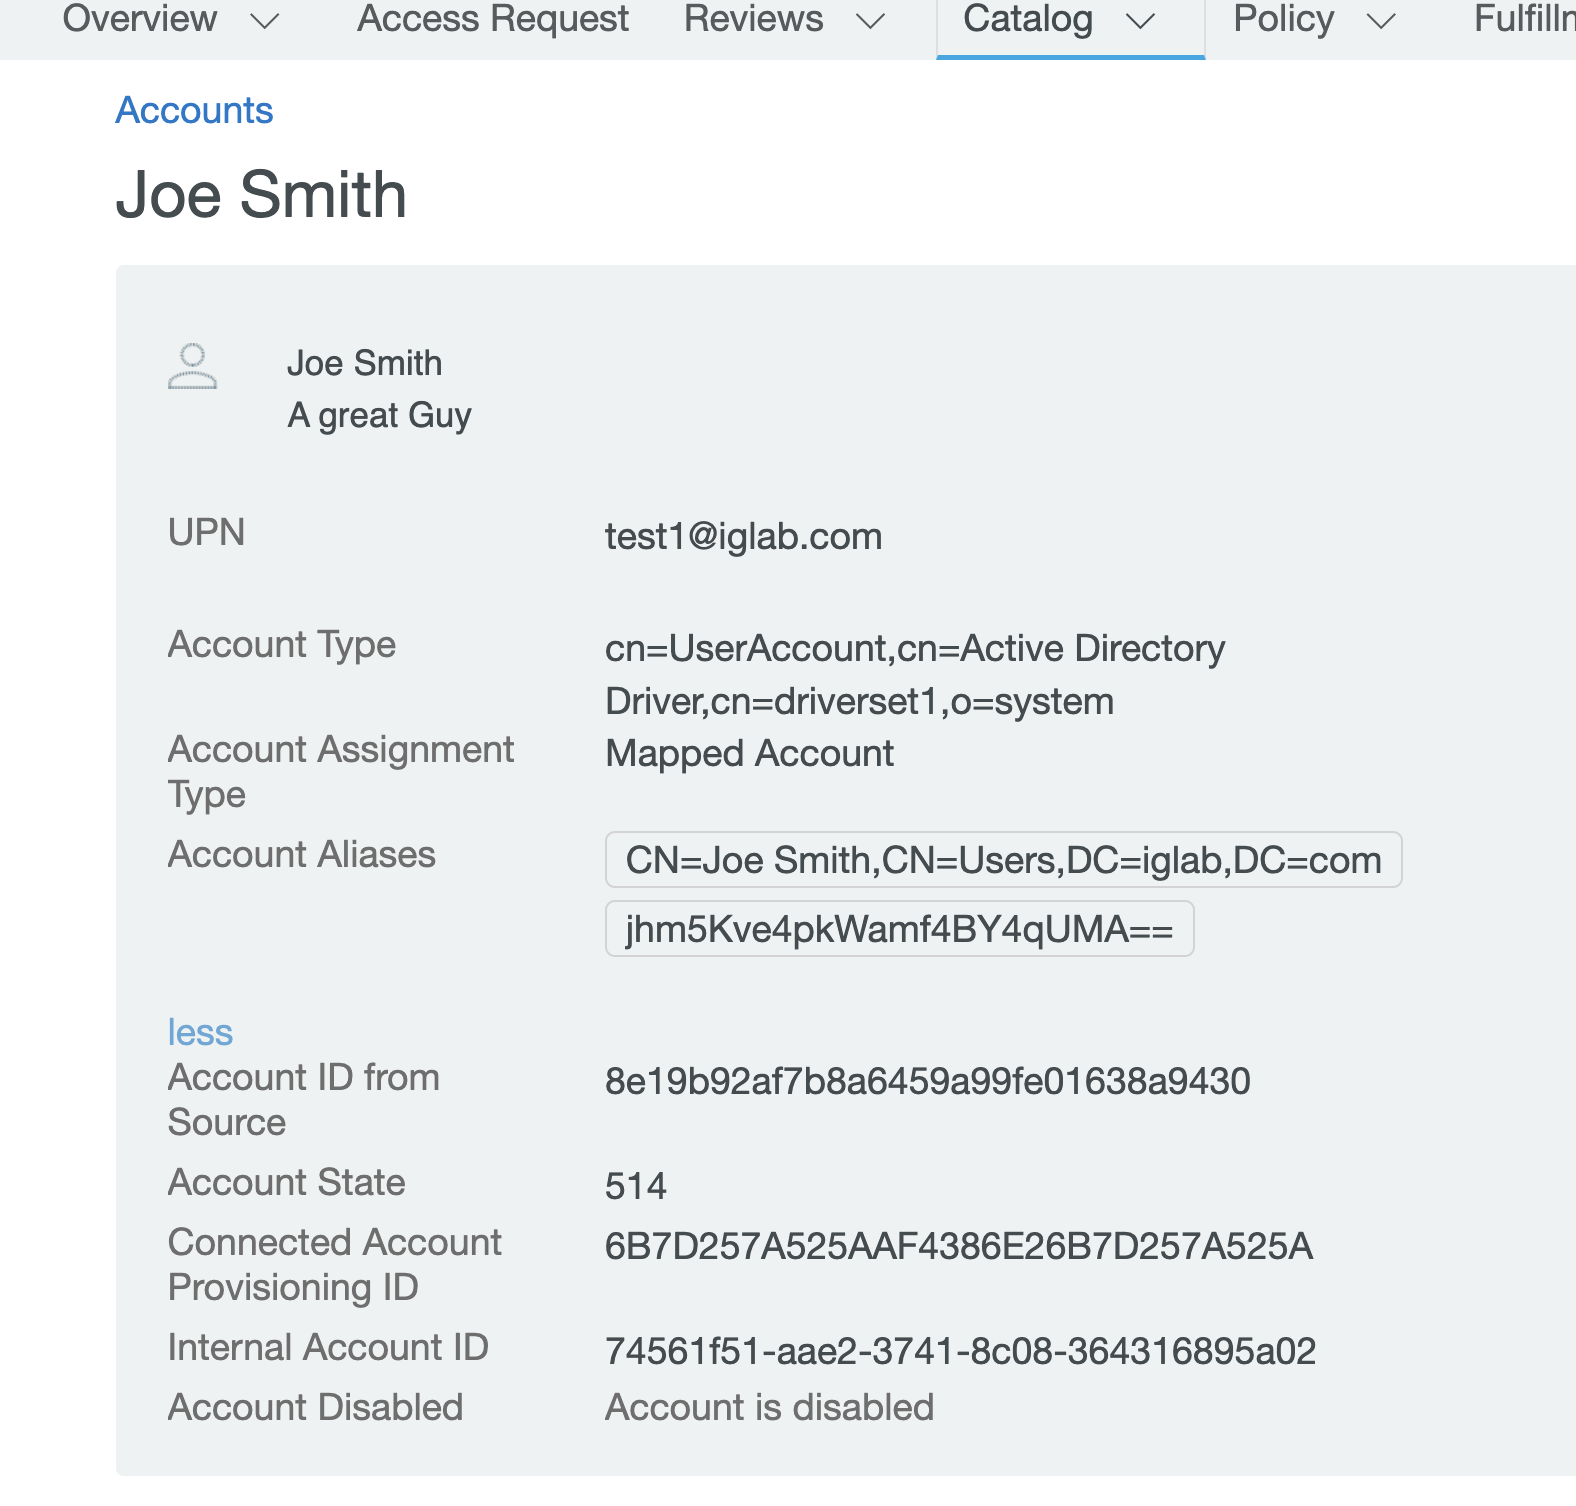 Overview
Access Request
Reviews
Catalog
Policy
Fulfilln
Accounts
Joe Smith
Joe Smith
A great Guy
UPN
test1@iglab.com
Account Type
cn=UserAccount,cn=Active Directory
Driver,cn=driverset1,o=system
Account Assignment
Type
Mapped Account
Account Aliases
CN=Joe Smith,CN=Users,DC=iglab,DC=com
jhm5Kve4pkWamf4BY4qUMA==
less
Account ID from
Source
8e19b92af7b8a6459a99fe01638a9430
Account State
514
Connected Account
Provisioning ID
6B7D257A525AAF4386E26B7D257A525A
Internal Account ID
74561f51-aae2-3741-8c08-364316895a02
Account Disabled
Account is disabled